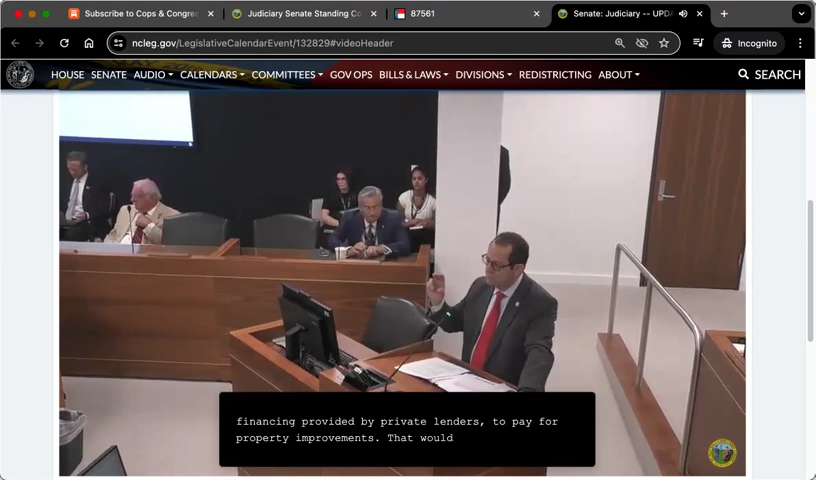 Subscribe to Cops & Congres
Judiciary Senate Standing Co
87561
Senate: Judiciary -- UPDA
ncleg.gov/LegislativeCalendarEvent/132829#videoHeader
Incognito
HOUSE SENATE AUDIO CALENDARS COMMITTEES GOV OPS BILLS & LAWS DIVISIONS REDISTRICTING ABOUT SEARCH
financing provided by private lenders, to pay for
property improvements. That would